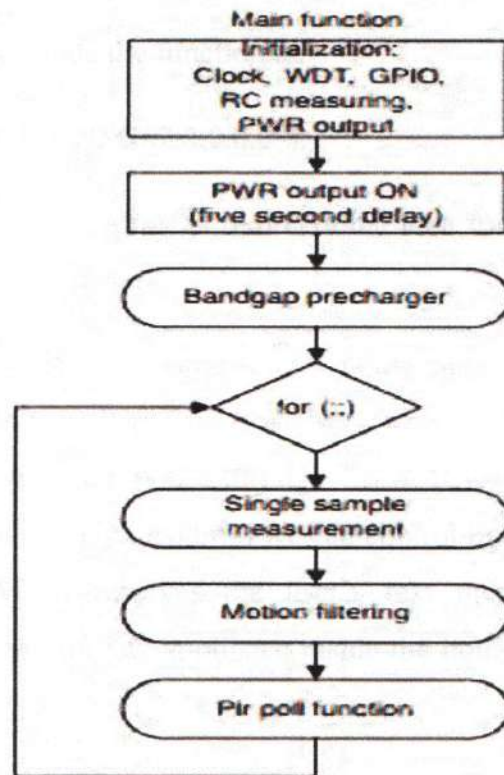 Main function
Initialization:
Clock, WDT, GPIO,
RC measuring,
PWR output
PWR output ON
(five second delay)
Bandgap precharger
for (;;)
Single sample
measurement
Motion filtering
Pir poll function